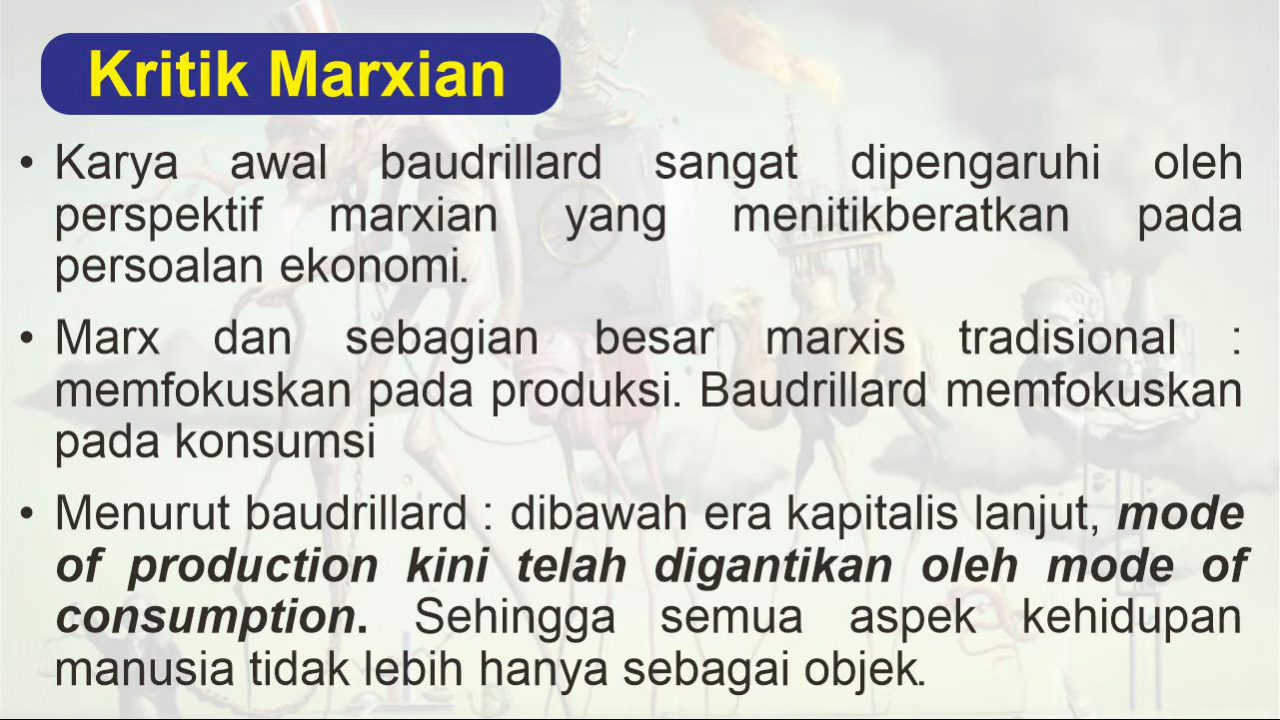 Kritik Marxian
• Karya awal baudrillard sangat dipengaruhi oleh
perspektif marxian yang menitikberatkan pada
persoalan ekonomi.
• Marx dan sebagian besar marxis tradisional :
memfokuskan pada produksi. Baudrillard memfokuskan
pada konsumsi
• Menurut baudrillard : dibawah era kapitalis lanjut, mode
of production kini telah digantikan oleh mode of
consumption. Sehingga semua aspek kehidupan
manusia tidak lebih hanya sebagai objek.